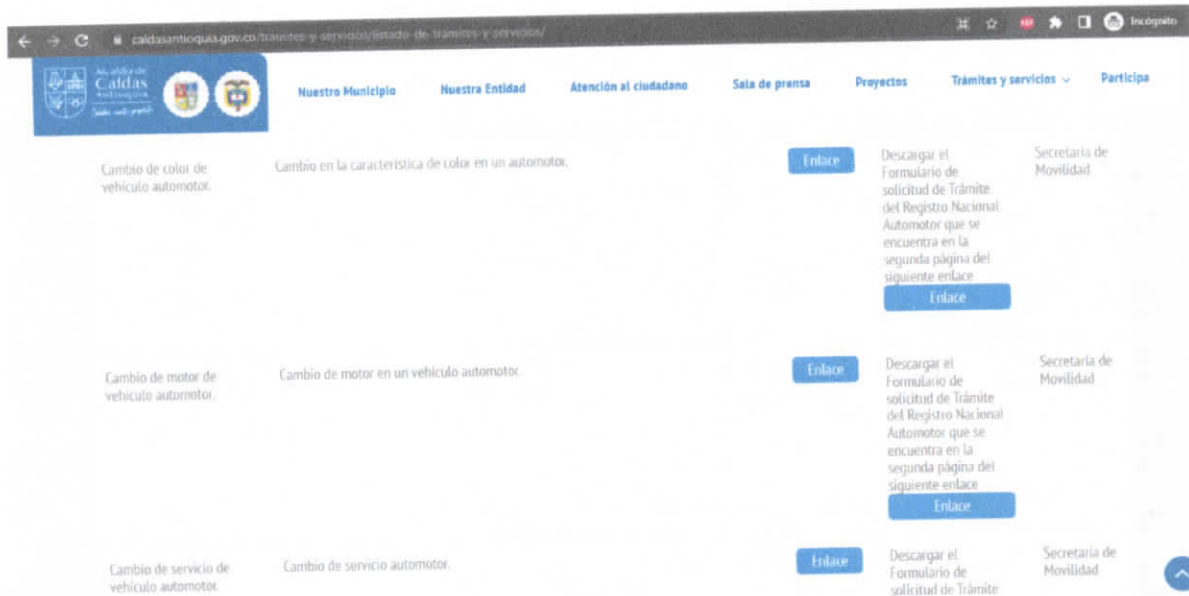 caldasantioquia.gov.co/tramites-y-servicios/listado-de-tramites-y-servicios/
Incógnito
Alcaldía de
Caldas
Antioquia
Nuestro Municipio
Nuestra Entidad
Atención al ciudadano
Sala de prensa
Proyectos
Trámites y servicios
Participa
Cambio de color de
vehículo automotor.
Cambio en la característica de color en un automotor.
Enlace
Descargar el
Formulario de
solicitud de Trámite
del Registro Nacional
Automotor que se
encuentra en la
segunda página del
siguiente enlace
Enlace
Secretaría de
Movilidad
Cambio de motor de
vehículo automotor.
Cambio de motor en un vehículo automotor.
Enlace
Descargar el
Formulario de
solicitud de Trámite
del Registro Nacional
Automotor que se
encuentra en la
segunda página del
siguiente enlace
Enlace
Secretaría de
Movilidad
Cambio de servicio de
vehículo automotor.
Cambio de servicio automotor.
Enlace
Descargar el
Formulario de
solicitud de Trámite
Secretaría de
Movilidad